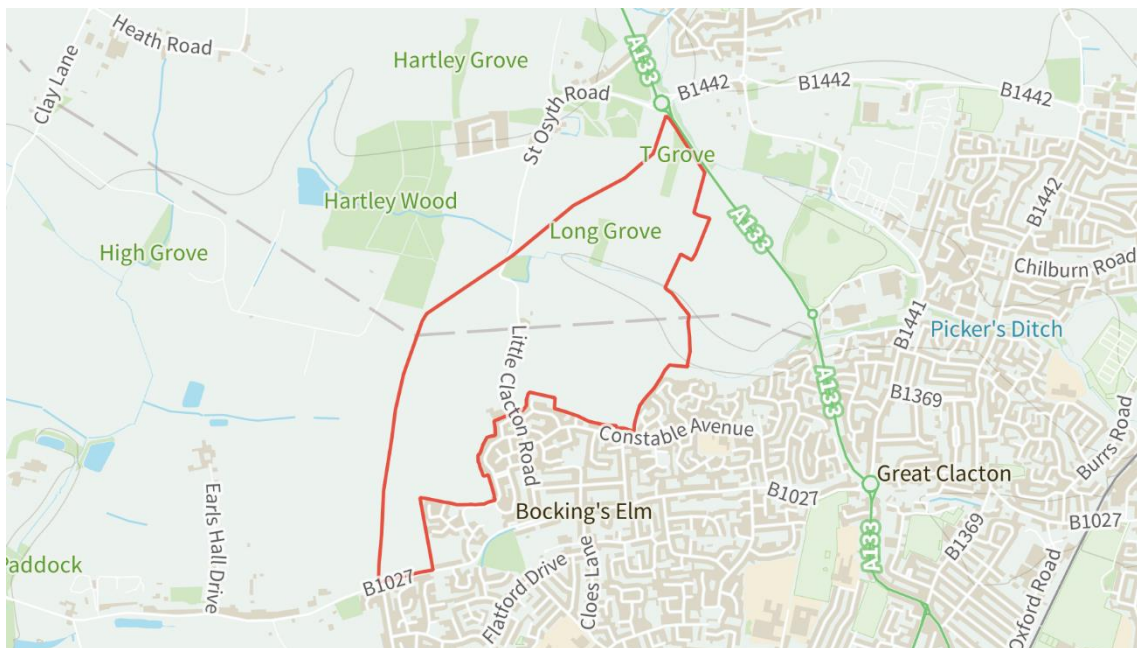 Heath Road
Clay Lane
Hartley Grove
A133
B1442
B1442
B1442
St Osyth Road
T Grove
Hartley Wood
Long Grove
A133
B1442
High Grove
Chilburn Road
Picker's Ditch
B1441
Little Clacton Road
A133
B1369
Constable Avenue
Burrs Road
Great Clacton
B1027
Earls Hall Drive
Bocking's Elm
B1369
B1027
A133
Paddock
B1027
Flatford Drive
Closes Lane
Oxford Road